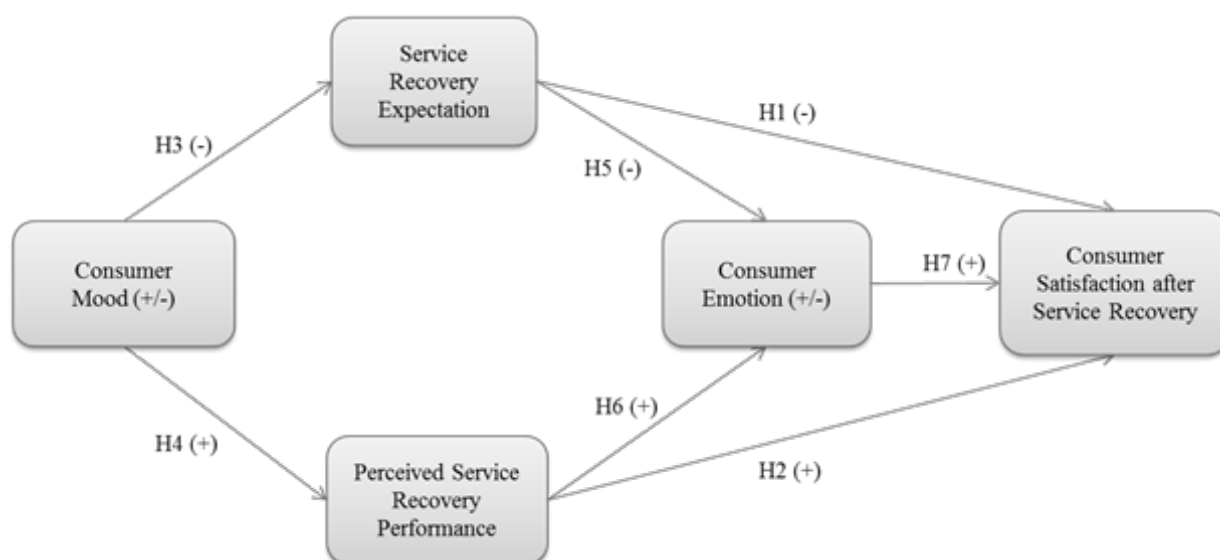 Service
Recovery
Expectation
H1 (-)
H3 (-)
H5 (-)
Consumer
Mood (+/-)
Consumer
Emotion (+/-)
H7 (+)
Consumer
Satisfaction after
Service Recovery
H4 (+)
H6 (+)
H2 (+)
Perceived Service
Recovery
Performance